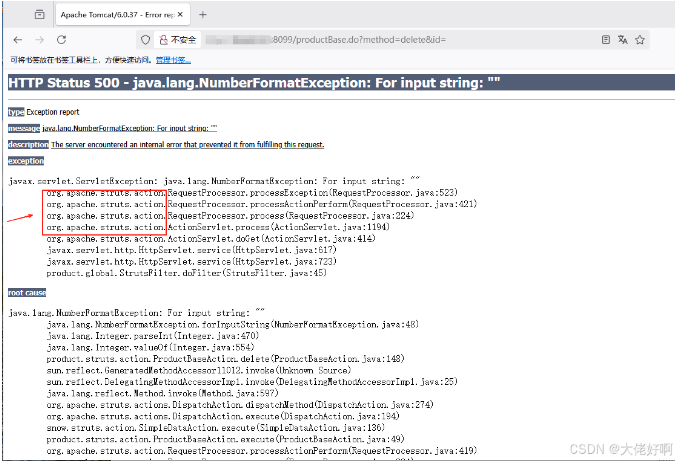 Apache Tomcat/6.0.37 - Error rep
不安全
:8099/productBase.do?method=delete&id=
可将书签放在书签工具栏上，方便快速访问。管理书签...
HTTP Status 500 - java.lang.NumberFormatException: For input string: ""
type Exception report
message java.lang.NumberFormatException: For input string: ""
description The server encountered an internal error that prevented it from fulfilling this request.
exception
javax.servlet.ServletException: java.lang.NumberFormatException: For input string: ""
org.apache.struts.action.RequestProcessor.processException(RequestProcessor.java:523)
org.apache.struts.action.RequestProcessor.processActionPerform(RequestProcessor.java:421)
org.apache.struts.action.RequestProcessor.process(RequestProcessor.java:224)
org.apache.struts.action.ActionServlet.process(ActionServlet.java:1194)
org.apache.struts.action.ActionServlet.doGet(ActionServlet.java:414)
javax.servlet.http.HttpServlet.service(HttpServlet.java:617)
javax.servlet.http.HttpServlet.service(HttpServlet.java:723)
product.global.StrutsFilter.doFilter(StrutsFilter.java:45)
root cause
java.lang.NumberFormatException: For input string: ""
java.lang.NumberFormatException.forInputString(NumberFormatException.java:48)
java.lang.Integer.parseInt(Integer.java:470)
java.lang.Integer.valueOf(Integer.java:554)
product.struts.action.ProductBaseAction.delete(ProductBaseAction.java:148)
sun.reflect.GeneratedMethodAccessor11012.invoke(Unknown Source)
sun.reflect.DelegatingMethodAccessorImpl.invoke(DelegatingMethodAccessorImpl.java:25)
java.lang.reflect.Method.invoke(Method.java:597)
org.apache.struts.actions.DispatchAction.dispatchMethod(DispatchAction.java:274)
org.apache.struts.actions.DispatchAction.execute(DispatchAction.java:194)
snow.struts.action.SimpleDataAction.execute(SimpleDataAction.java:136)
product.struts.action.ProductBaseAction.execute(ProductBaseAction.java:49)
org.apache.struts.action.RequestProcessor.processActionPerform(RequestProcessor.java:419)
CSDN @大佬好啊